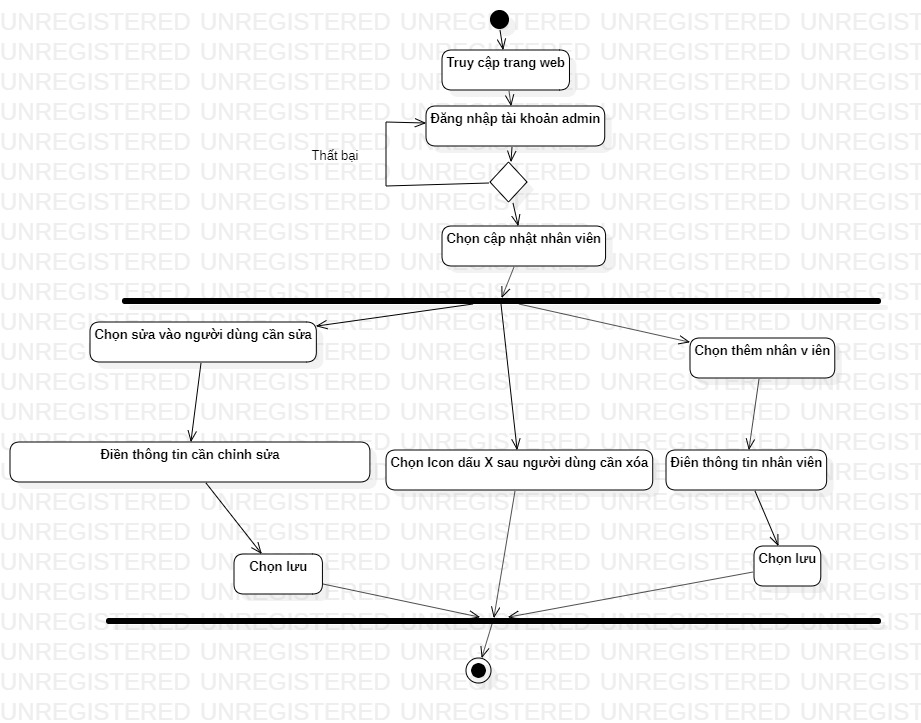 Truy cập trang web
Đăng nhập tài khoản admin
Thất bại
Chọn cập nhật nhân viên
Chọn sửa vào người dùng cần sửa
Chọn thêm nhân v iên
Điền thông tin cần chỉnh sửa
Chọn Icon dấu X sau người dùng cần xóa
Điên thông tin nhân viên
Chọn lưu
Chọn lưu
UNREGISTERED